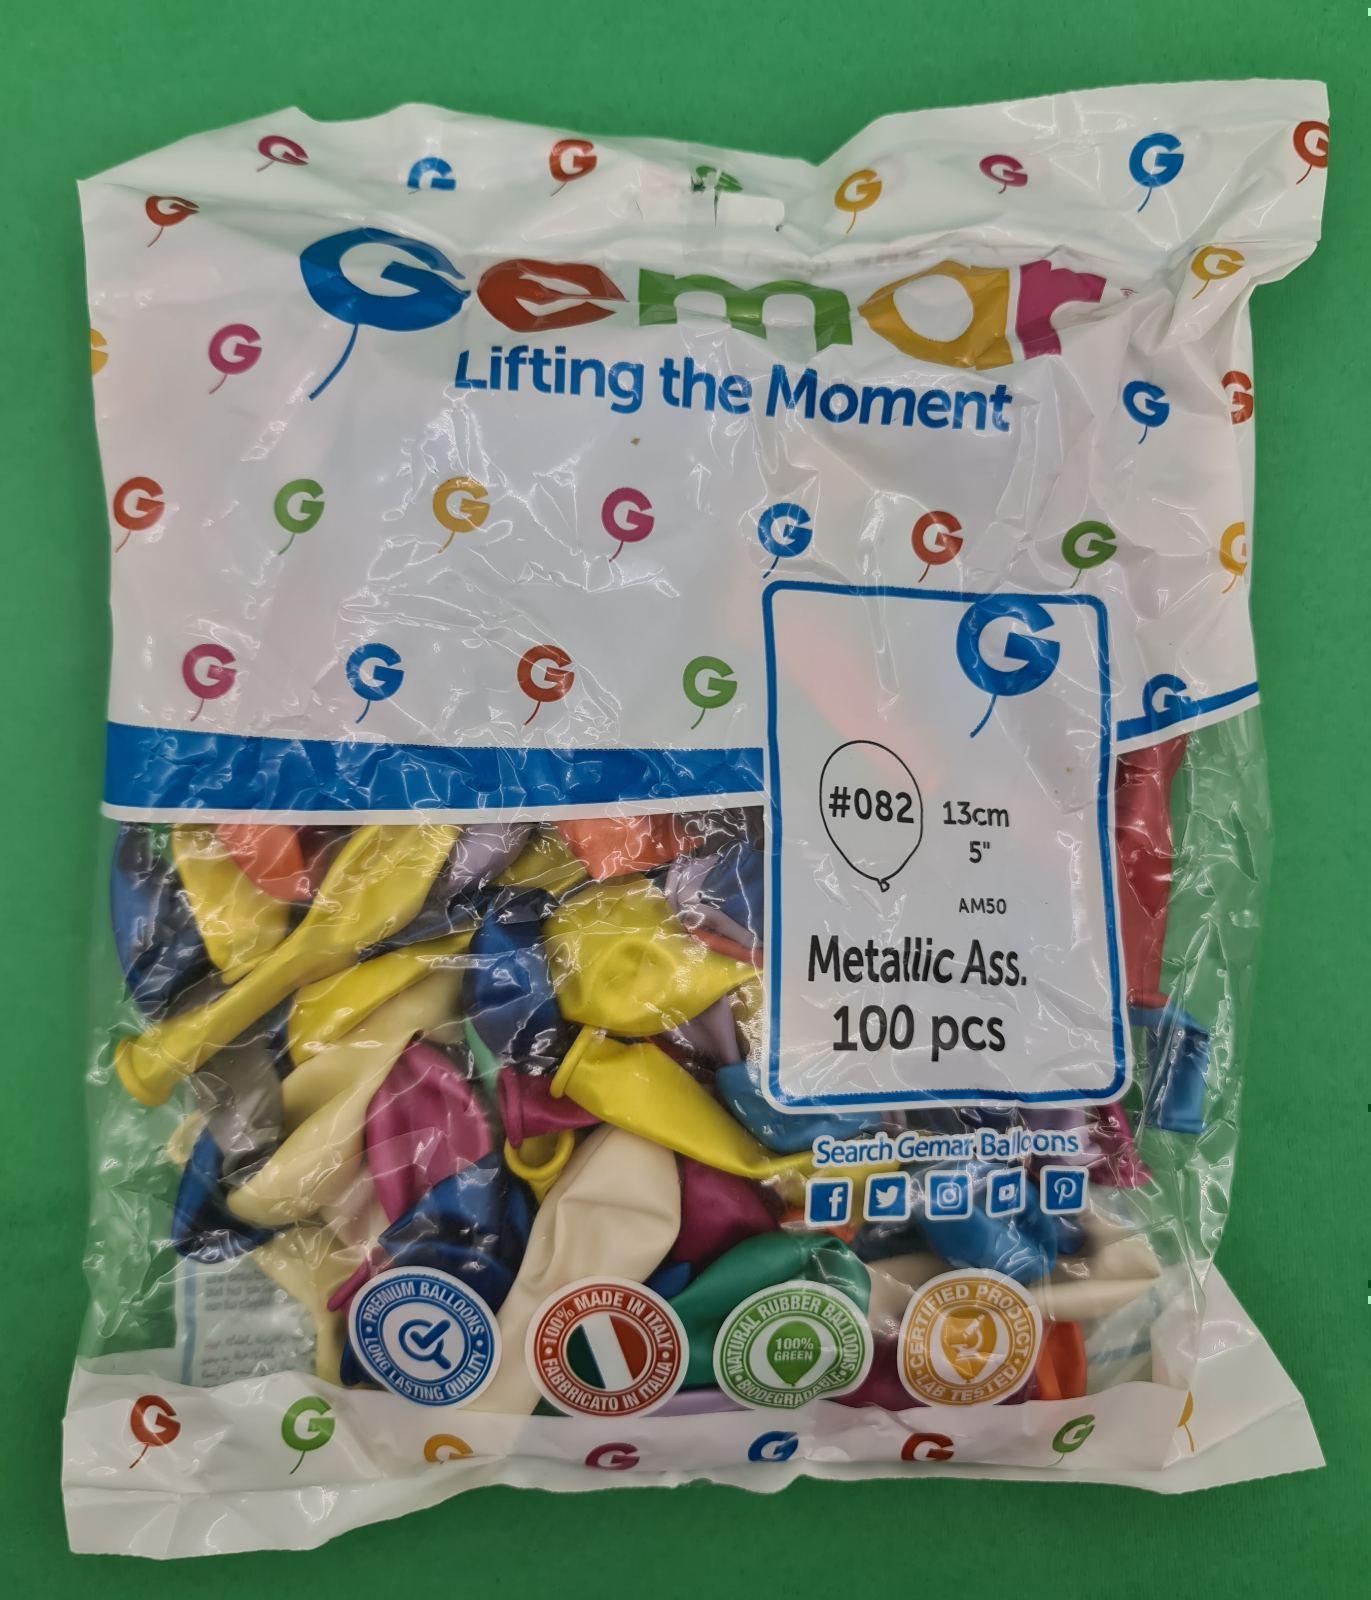 Gemar
Lifting the Moment
G
#082
13cm
5"
AM50
Metallic Ass.
100 pcs
Search Gemar Balloons
PREMIUM BALLOONS
LONG LASTING QUALITY
100% MADE IN ITALY
FABBRICATO IN ITALIA
NATURAL RUBBER BALLOONS
100%
GREEN
BIODEGRADABLE
CERTIFIED PRODUCT
LAB TESTED